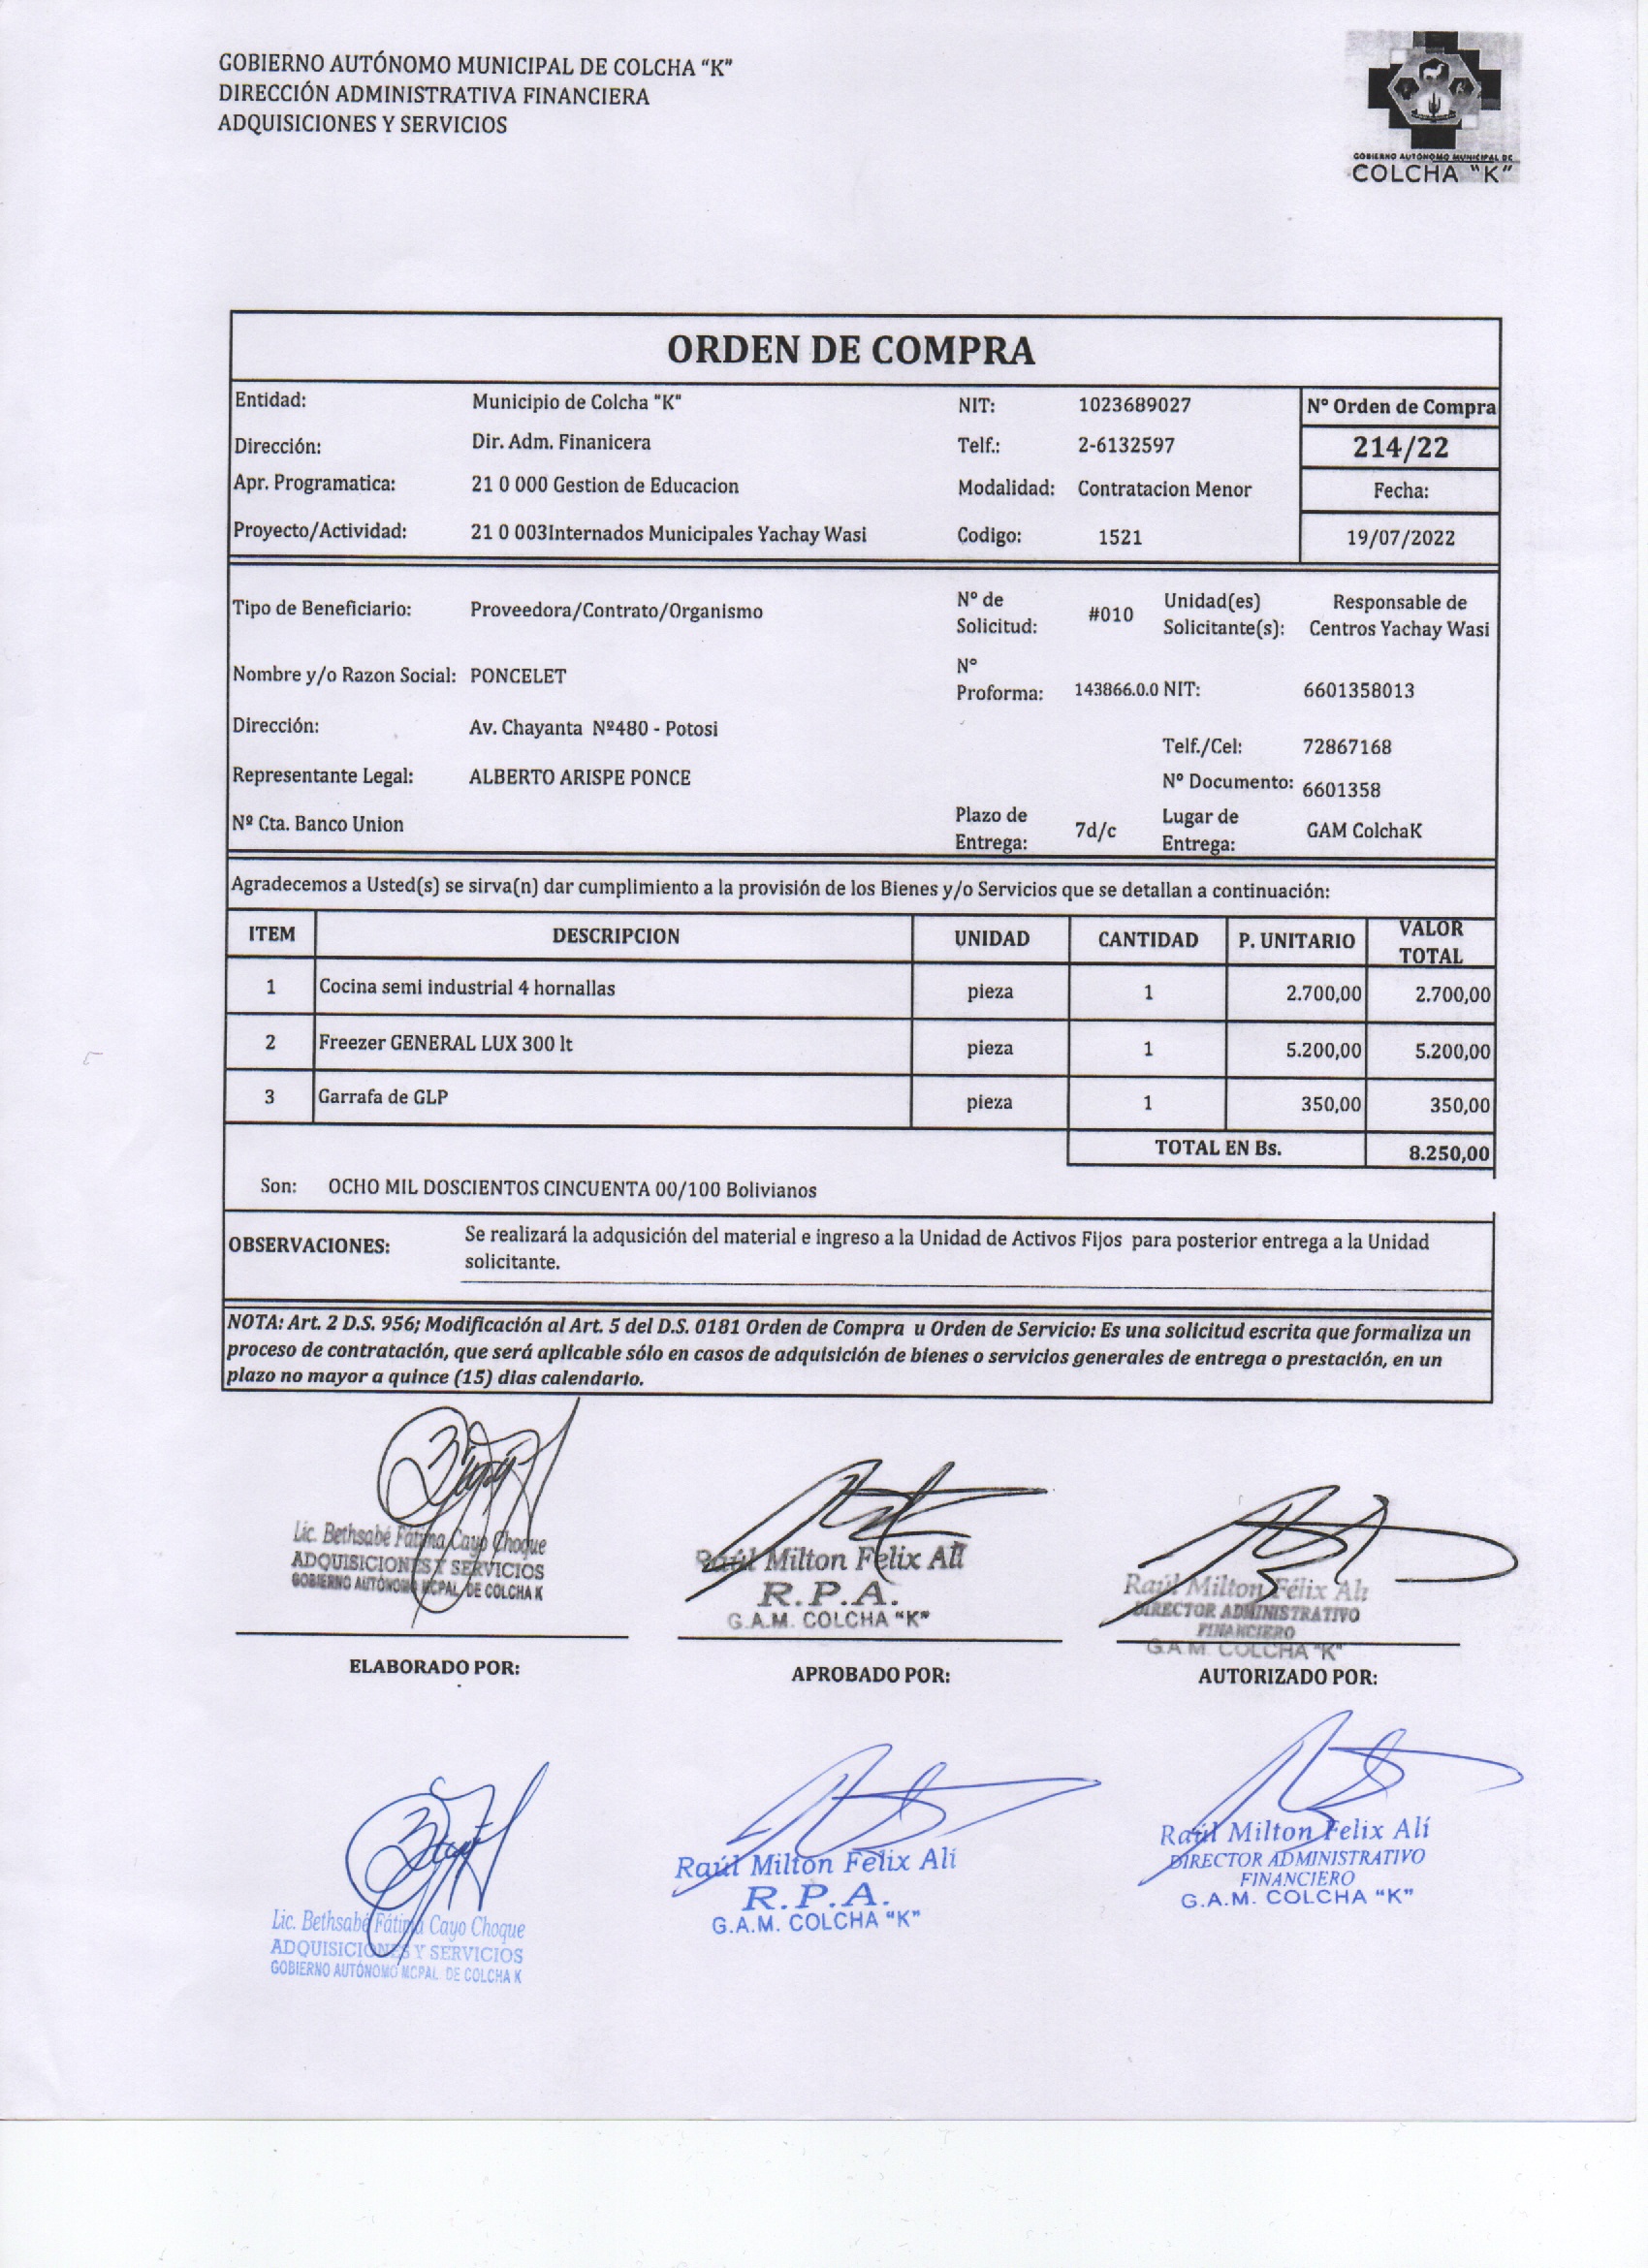 GOBIERNO AUTÓNOMO MUNICIPAL DE COLCHA "K"
DIRECCIÓN ADMINISTRATIVA FINANCIERA
ADQUISICIONES Y SERVICIOS
GOBIERNO AUTÓNOMO MUNICIPAL DE
COLCHA "K"
ORDEN DE COMPRA
Entidad: Municipio de Colcha "K" NIT: 1023689027 N° Orden de Compra
Dirección: Dir. Adm. Finanicera Telf.: 2-6132597 214/22
Apr. Programatica: 21 0 000 Gestion de Educacion Modalidad: Contratacion Menor Fecha:
Proyecto/Actividad: 21 0 003Internados Municipales Yachay Wasi Codigo: 1521 19/07/2022
Tipo de Beneficiario: Proveedora/Contrato/Organismo N° de Solicitud: #010 Unidad(es) Solicitante(s): Responsable de Centros Yachay Wasi
Nombre y/o Razon Social: PONCELET N° Proforma: 143866.0.0 NIT: 6601358013
Dirección: Av. Chayanta Nº480 - Potosi Telf./Cel: 72867168
Representante Legal: ALBERTO ARISPE PONCE Nº Documento: 6601358
Nº Cta. Banco Union Plazo de Entrega: 7d/c Lugar de Entrega: GAM ColchaK
Agradecemos a Usted(s) se sirva(n) dar cumplimiento a la provisión de los Bienes y/o Servicios que se detallan a continuación:
ITEM DESCRIPCION UNIDAD CANTIDAD P. UNITARIO VALOR TOTAL
1 Cocina semi industrial 4 hornallas pieza 1 2.700,00 2.700,00
2 Freezer GENERAL LUX 300 lt pieza 1 5.200,00 5.200,00
3 Garrafa de GLP pieza 1 350,00 350,00
TOTAL EN Bs. 8.250,00
Son: OCHO MIL DOSCIENTOS CINCUENTA 00/100 Bolivianos
OBSERVACIONES: Se realizará la adqusición del material e ingreso a la Unidad de Activos Fijos para posterior entrega a la Unidad
solicitante.
NOTA: Art. 2 D.S. 956; Modificación al Art. 5 del D.S. 0181 Orden de Compra u Orden de Servicio: Es una solicitud escrita que formaliza un
proceso de contratación, que será aplicable sólo en casos de adquisición de bienes o servicios generales de entrega o prestación, en un
plazo no mayor a quince (15) dias calendario.
Lic. Bethsabé Fátima Cayo Choque
ADQUISICIONES Y SERVICIOS
GOBIERNO AUTÓNOMO MCPAL. DE COLCHA K
ELABORADO POR:
Raúl Milton Felix Alí
R.P.A.
G.A.M. COLCHA "K"
APROBADO POR:
Raúl Milton Félix Alí
DIRECTOR ADMINISTRATIVO
FINANCIERO
G.A.M. COLCHA "K"
AUTORIZADO POR:
Lic. Bethsabé Fátima Cayo Choque
ADQUISICIONES Y SERVICIOS
GOBIERNO AUTÓNOMO MCPAL. DE COLCHA K
Raúl Milton Felix Alí
R.P.A.
G.A.M. COLCHA "K"
Raúl Milton Felix Alí
DIRECTOR ADMINISTRATIVO
FINANCIERO
G.A.M. COLCHA "K"